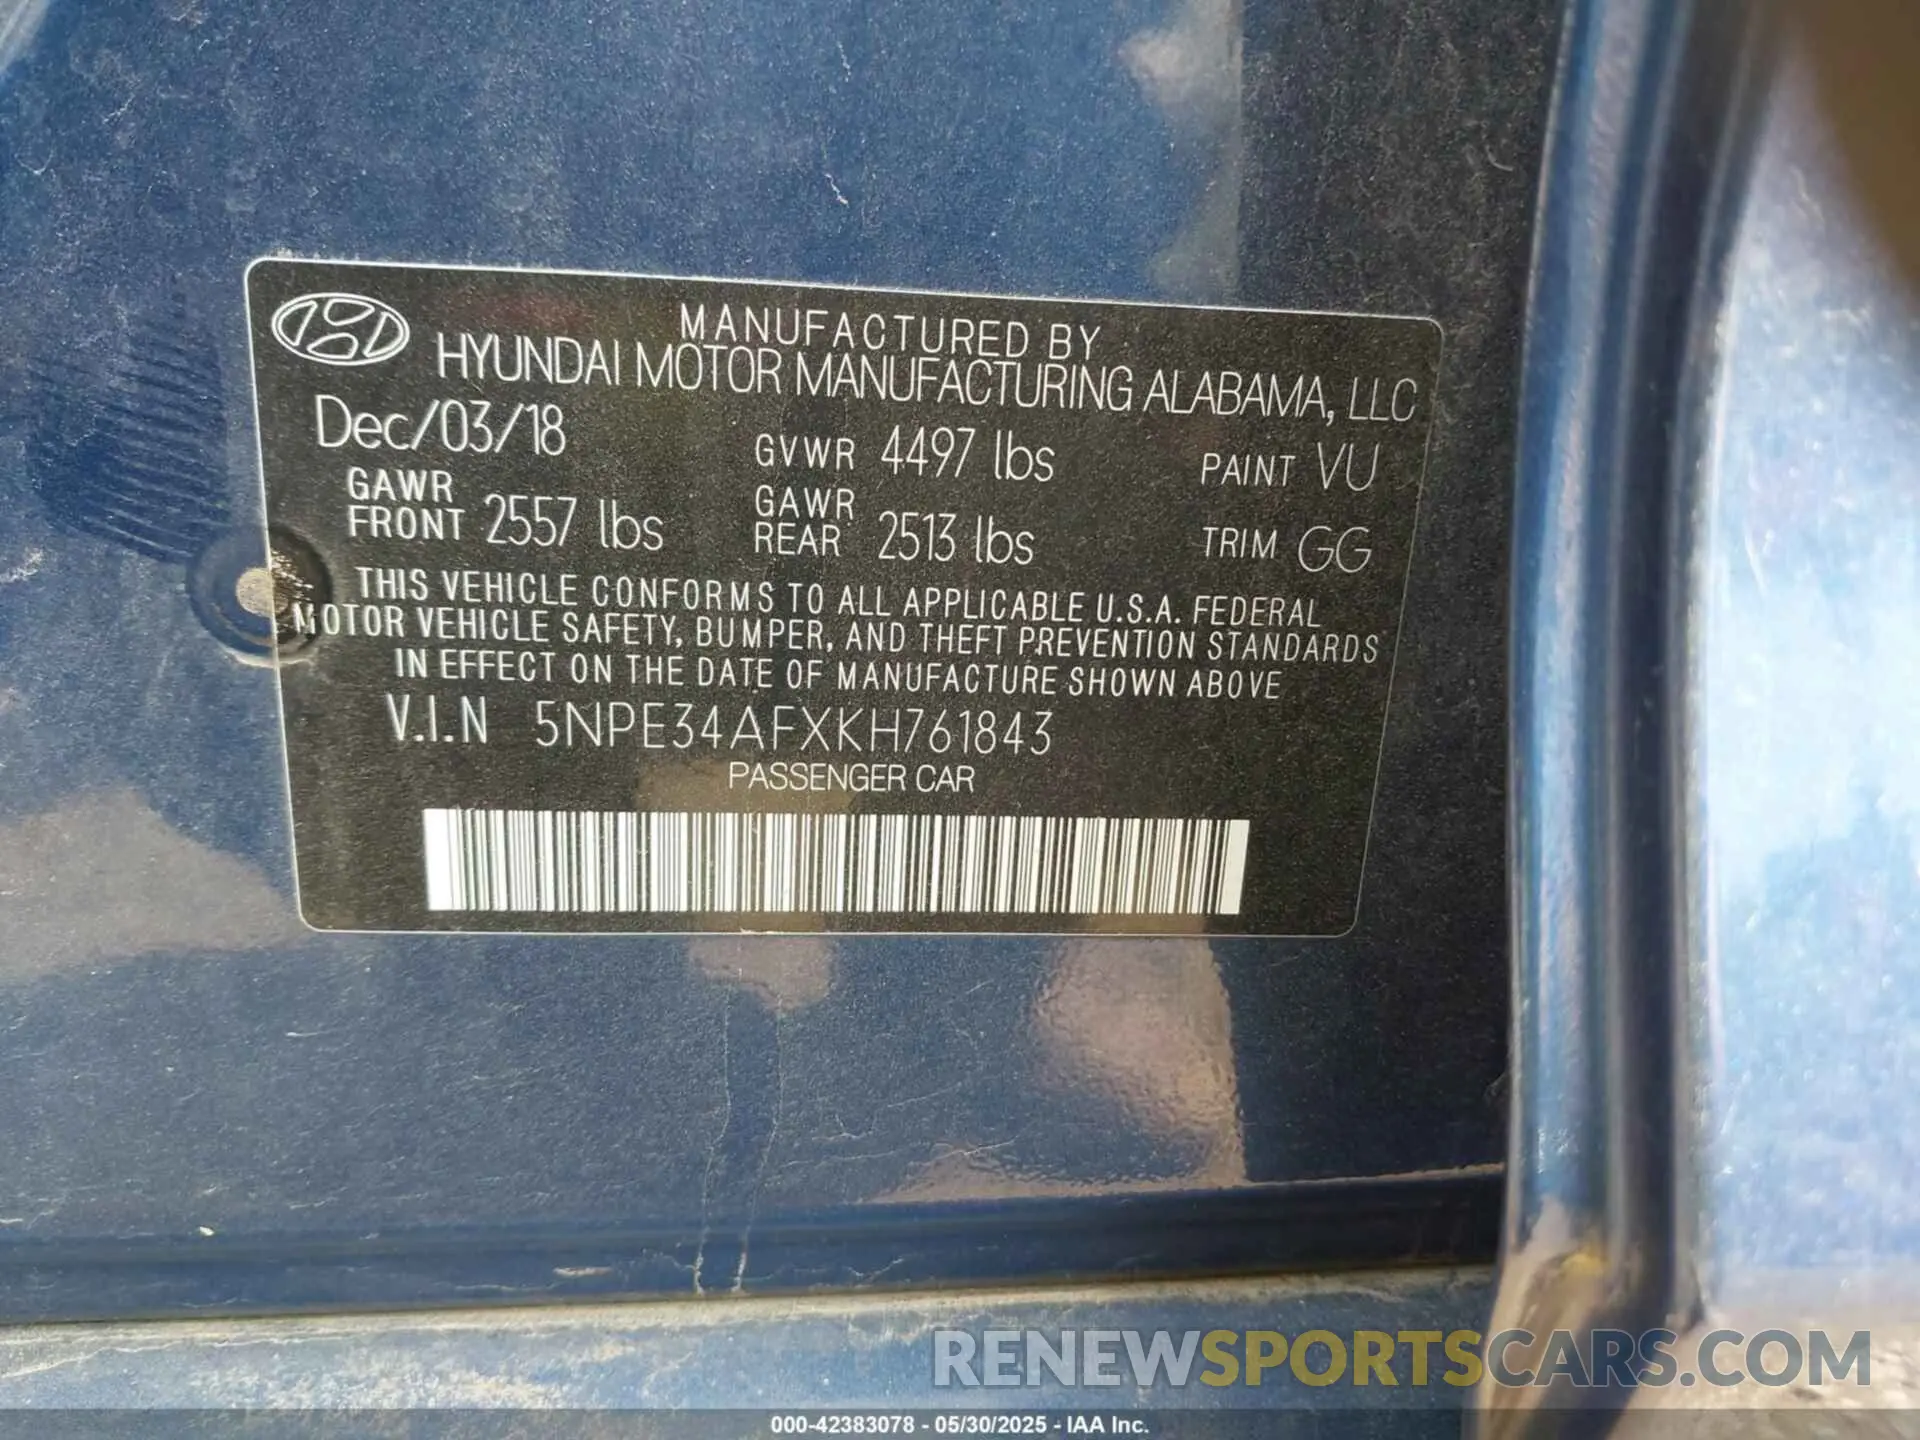 MANUFACTURED BY
HYUNDAI MOTOR MANUFACTURING ALABAMA, LLC
Dec/03/18 GVWR 4497 lbs PAINT VU
GAWR FRONT 2557 lbs GAWR REAR 2513 lbs TRIM GG
THIS VEHICLE CONFORMS TO ALL APPLICABLE U.S.A. FEDERAL
MOTOR VEHICLE SAFETY, BUMPER, AND THEFT PREVENTION STANDARDS
IN EFFECT ON THE DATE OF MANUFACTURE SHOWN ABOVE
V.I.N 5NPE34AFXKH761843
PASSENGER CAR
RENEWSPORTSCARS.COM
000-42383078 - 05/30/2025 - IAA Inc.